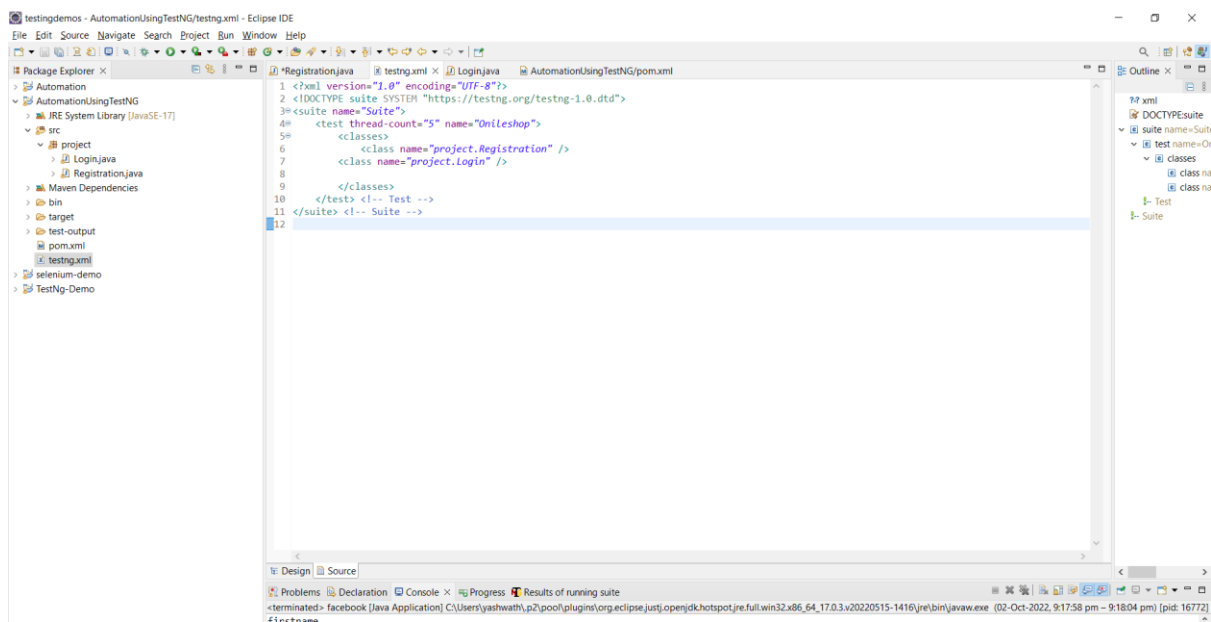 testingdemos - AutomationUsingTestNG/testng.xml - Eclipse IDE
File Edit Source Navigate Search Project Run Window Help
Package Explorer
Automation
AutomationUsingTestNG
JRE System Library [JavaSE-17]
src
project
Login.java
Registration.java
Maven Dependencies
bin
target
test-output
pom.xml
testng.xml
selenium-demo
TestNg-Demo
*Registration.java testng.xml Login.java AutomationUsingTestNG/pom.xml
1 <?xml version="1.0" encoding="UTF-8"?>
2 <!DOCTYPE suite SYSTEM "https://testng.org/testng-1.0.dtd">
3 <suite name="Suite">
4 <test thread-count="5" name="Onileshop">
5 <classes>
6 <class name="project.Registration" />
7 <class name="project.Login" />
8
9 </classes>
10 </test> <!-- Test -->
11 </suite> <!-- Suite -->
12
Design Source
Outline
xml
DOCTYPE:suite
suite name=Suite
test name=On
classes
class na
class na
Test
Suite
Problems Declaration Console Progress Results of running suite
<terminated> facebook [Java Application] C:\Users\yashwath\.p2\pool\plugins\org.eclipse.justj.openjdk.hotspot.jre.full.win32.x86_64_17.0.3.v20220515-1416\jre\bin\javaw.exe (02-Oct-2022, 9:17:58 pm – 9:18:04 pm) [pid: 16772]
firstname